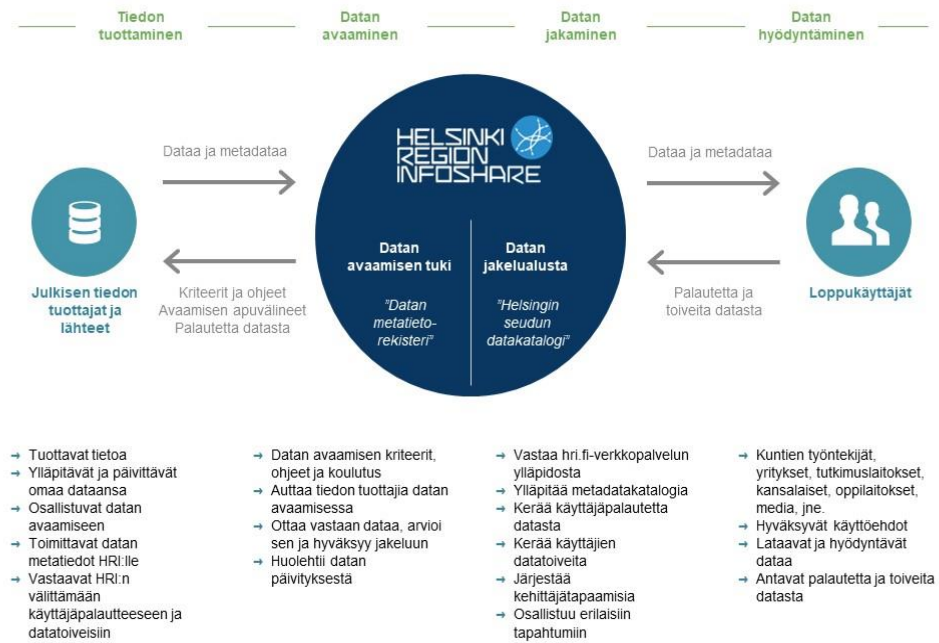 Tiedon
tuottaminen
Datan
avaaminen
Datan
jakaminen
Datan
hyödyntäminen
HELSINKI
REGION
INFOSHARE
Dataa ja metadataa
Dataa ja metadataa
Datan
avaamisen tuki
Datan
jakelualusta
Julkisen tiedon
tuottajat ja
lähteet
Kriteerit ja ohjeet
Avaamisen apuvälineet
Palautetta datasta
"Datan
metatieto-
rekisteri"
"Helsingin
seudun
datakatalogi"
Palautetta ja
toiveita datasta
Loppukäyttäjät
→ Tuottavat tietoa
→ Ylläpitävät ja päivittävät
omaa dataansa
→ Osallistuvat datan
avaamiseen
→ Toimittavat datan
metatiedot HRI:lle
→ Vastaavat HRI:n
välittämään
käyttäjäpalautteeseen ja
datatoiveisiin
→ Datan avaamisen kriteerit,
ohjeet ja koulutus
→ Auttaa tiedon tuottajia datan
avaamisessa
→ Ottaa vastaan dataa, arvioi
sen ja hyväksyy jakeluun
→ Huolehtii datan
päivityksestä
→ Vastaa hri.fi-verkkopalvelun
ylläpidosta
→ Ylläpitää metadatakatalogia
→ Kerää käyttäjäpalautetta
datasta
→ Kerää käyttäjien
datatoiveita
→ Järjestää
kehittäjätapaamisia
→ Osallistuu erilaisiin
tapahtumiin
→ Kuntien työntekijät,
yritykset, tutkimuslaitokset,
kansalaiset, oppilaitokset,
media, jne.
→ Hyväksyvät käyttöehdot
→ Lataavat ja hyödyntävät
dataa
→ Antavat palautetta ja toiveita
datasta